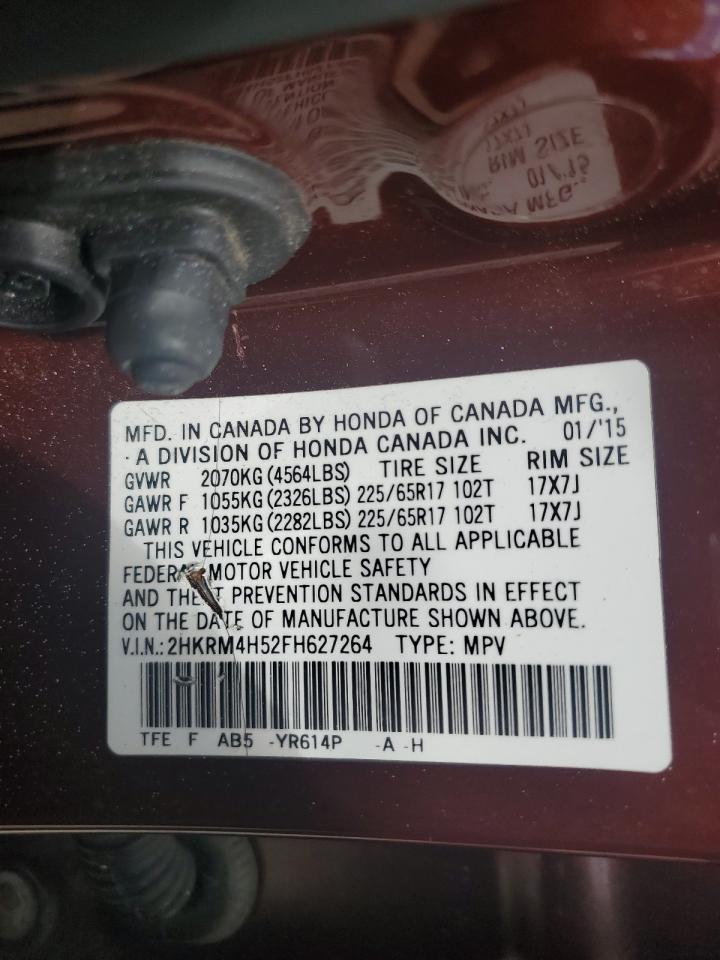 MFD. IN CANADA BY HONDA OF CANADA MFG.,
· A DIVISION OF HONDA CANADA INC. 01/'15
GVWR 2070KG (4564LBS) TIRE SIZE RIM SIZE
GAWR F 1055KG (2326LBS) 225/65R17 102T 17X7J
GAWR R 1035KG (2282LBS) 225/65R17 102T 17X7J
THIS VEHICLE CONFORMS TO ALL APPLICABLE
FEDERAL MOTOR VEHICLE SAFETY
AND THEFT PREVENTION STANDARDS IN EFFECT
ON THE DATE OF MANUFACTURE SHOWN ABOVE.
V.I.N.: 2HKRM4H52FH627264 TYPE: MPV
TFE F AB5 -YR614P -A -H